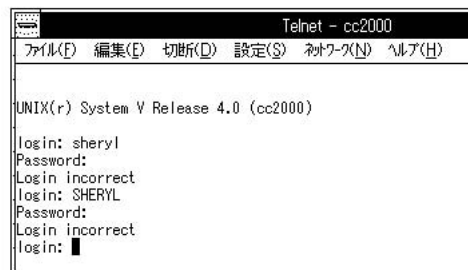 Telnet - cc2000
ファイル(F) 編集(E) 切断(D) 設定(S) ネットワーク(N) ヘルプ(H)
UNIX(r) System V Release 4.0 (cc2000)
login: sheryl
Password:
Login incorrect
login: SHERYL
Password:
Login incorrect
login: